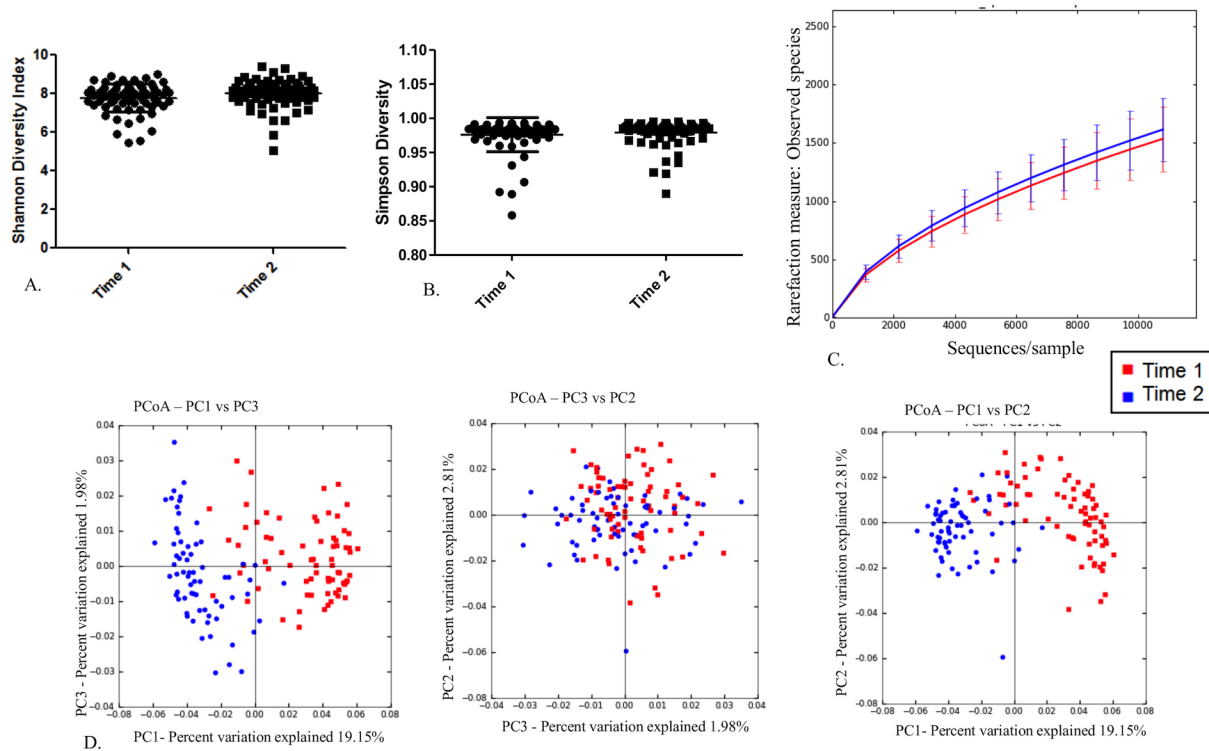 Shannon Diversity Index
10
8
6
4
2
0
Time 1
Time 2
A.
Simpson Diversity
1.10
1.05
1.00
0.95
0.90
0.85
0.80
Time 1
Time 2
B.
Rarefaction measure: Observed species
2500
2000
1500
1000
500
0
0 2000 4000 6000 8000 10000
Sequences/sample
C.
Time 1
Time 2
PCoA – PC1 vs PC3
PC3 - Percent variation explained 1.98%
0.04
0.03
0.02
0.01
0.00
−0.01
−0.02
−0.03
−0.04
−0.08 −0.06 −0.04 −0.02 0.00 0.02 0.04 0.06 0.08
PC1- Percent variation explained 19.15%
D.
PCoA – PC3 vs PC2
PC2 - Percent variation explained 2.81%
0.04
0.02
0.00
−0.02
−0.04
−0.06
−0.08
−0.04 −0.03 −0.02 −0.01 0.00 0.01 0.02 0.03 0.04
PC3 - Percent variation explained 1.98%
PCoA – PC1 vs PC2
PC2 - Percent variation explained 2.81%
0.04
0.02
0.00
−0.02
−0.04
−0.06
−0.08
−0.08 −0.06 −0.04 −0.02 0.00 0.02 0.04 0.06 0.08
PC1 - Percent variation explained 19.15%